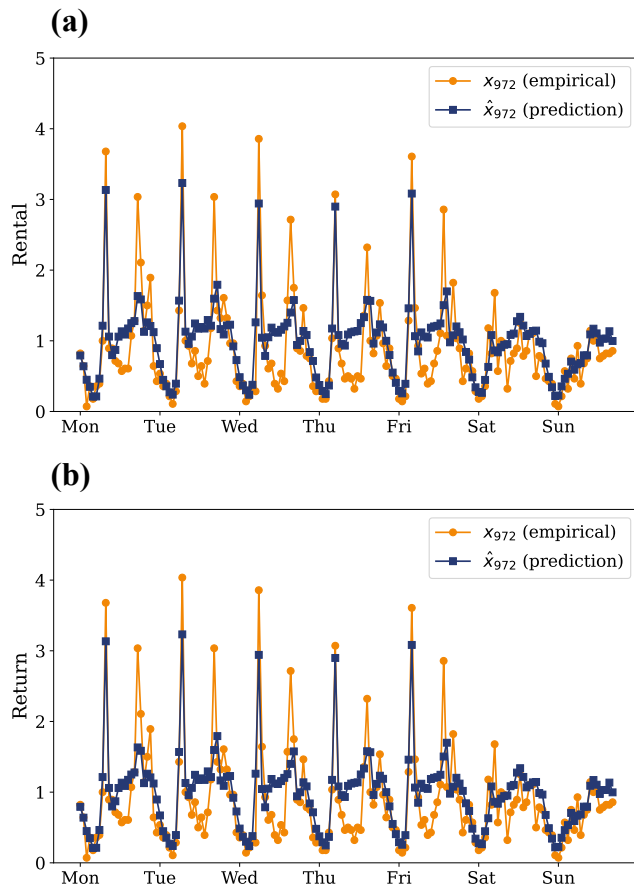 (a)
5
4
3
2
1
0
Rental
x972 (empirical)
x̂972 (prediction)
Mon Tue Wed Thu Fri Sat Sun
(b)
5
4
3
2
1
0
Return
x972 (empirical)
x̂972 (prediction)
Mon Tue Wed Thu Fri Sat Sun